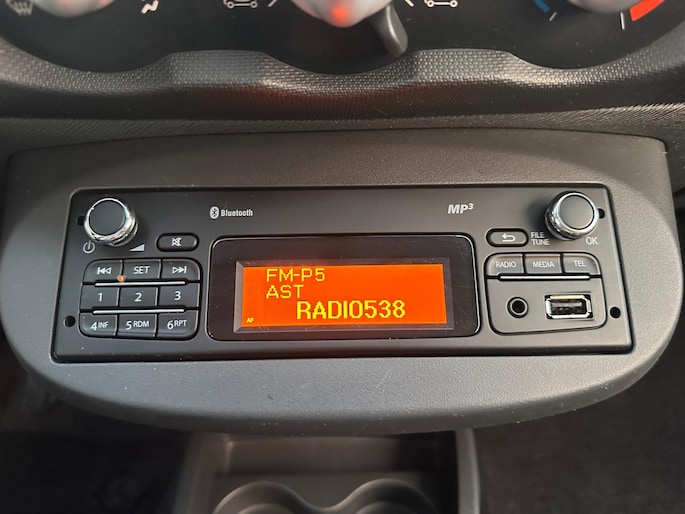 Bluetooth
MP3
FILE
TUNE
OK
SET
RADIO MEDIA TEL
1 2 3
4 INF 5 RDM 6 RPT
FM-P5
AST
RADIO538
AF